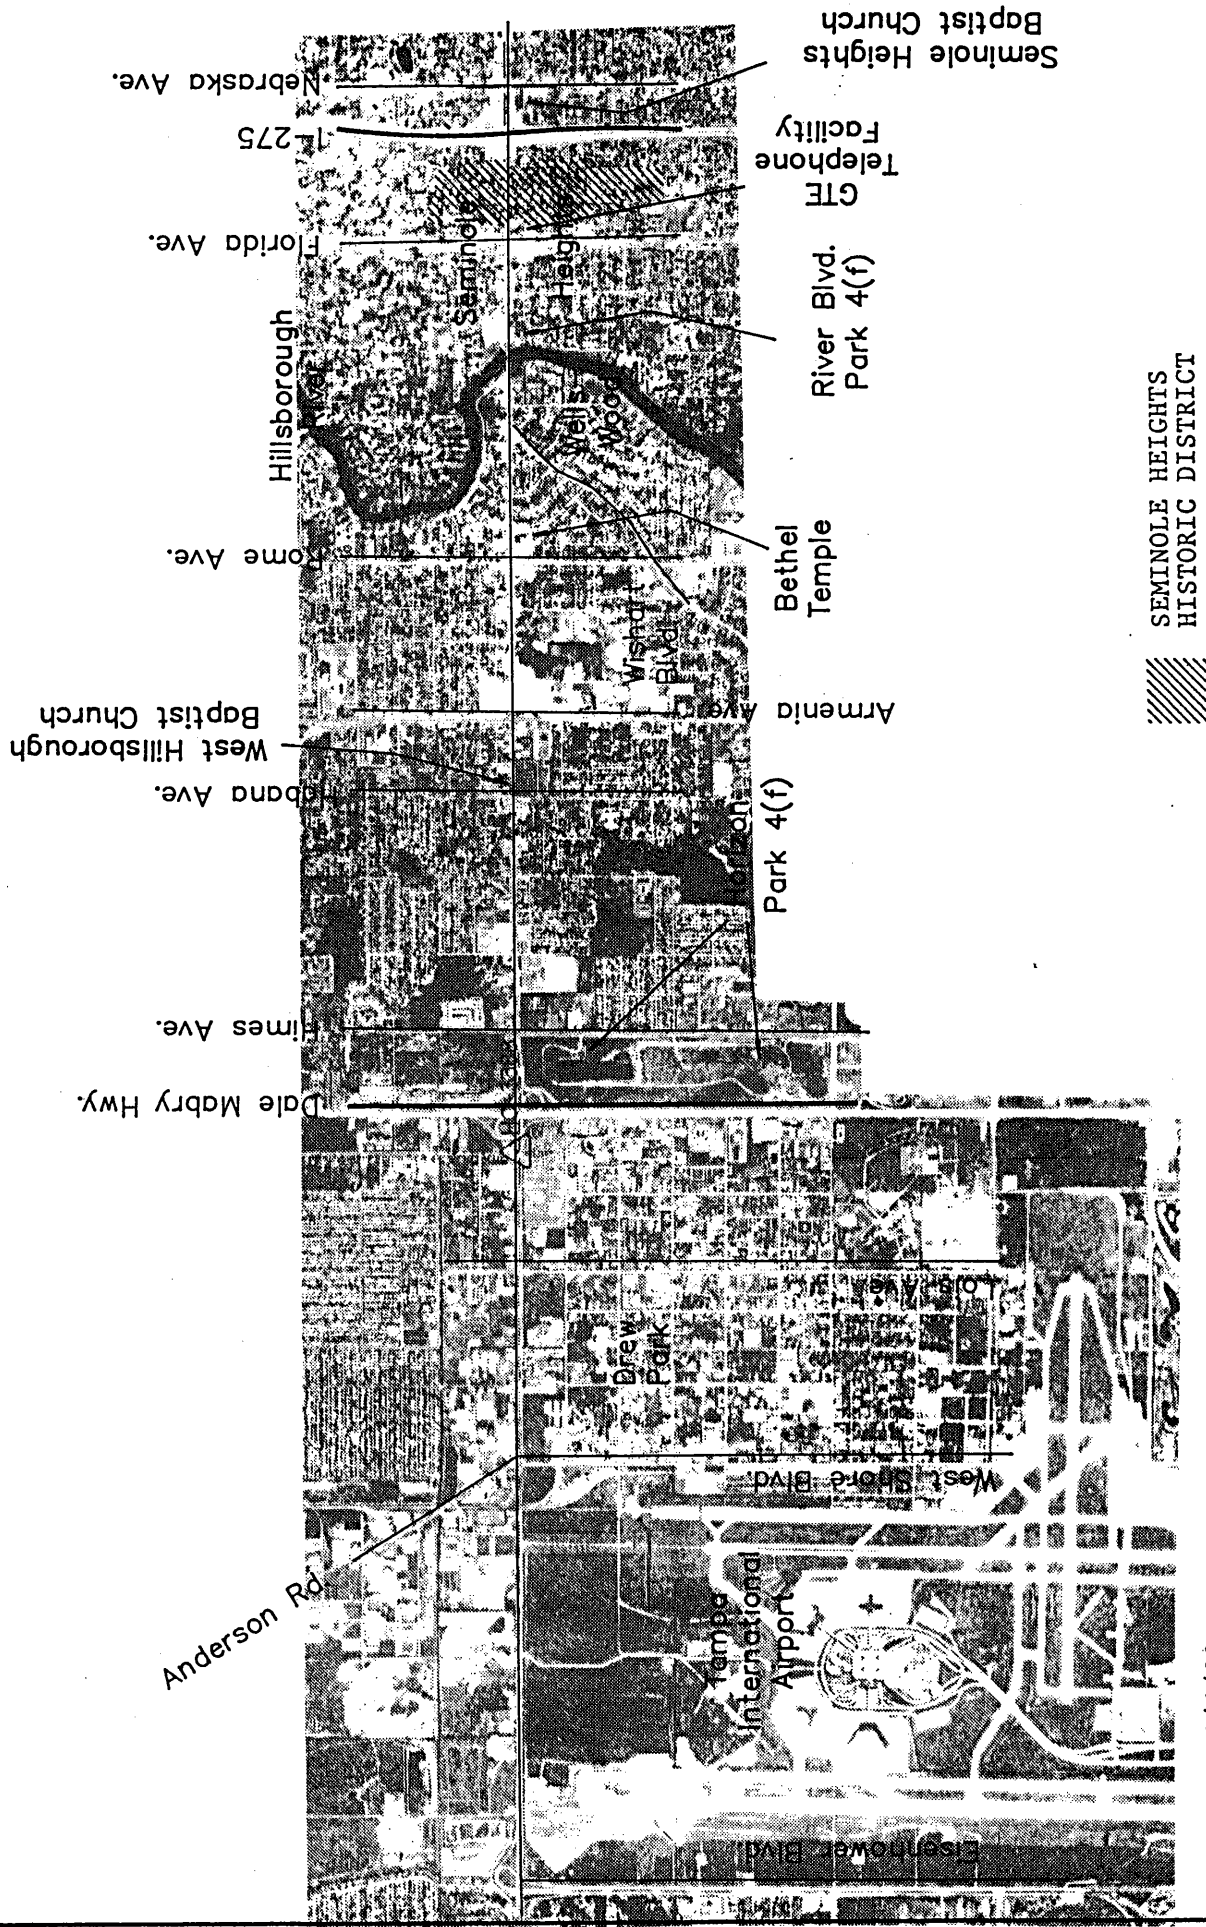 Seminole Heights
Baptist Church
Nebraska Ave.
I-275
GTE
Telephone
Facility
Florida Ave.
Seminole
Heights
River Blvd.
Park 4(f)
Hillsborough
River
Wells
Wood
Rome Ave.
Bethel
Temple
Wishart
Blvd.
Armenia Ave.
West Hillsborough
Baptist Church
Habana Ave.
Horizon
Park 4(f)
Himes Ave.
Dale Mabry Hwy.
Lois Ave.
Drew
Park
West Shore Blvd.
Anderson Rd.
Tampa
International
Airport
Eisenhower Blvd.
SEMINOLE HEIGHTS
HISTORIC DISTRICT